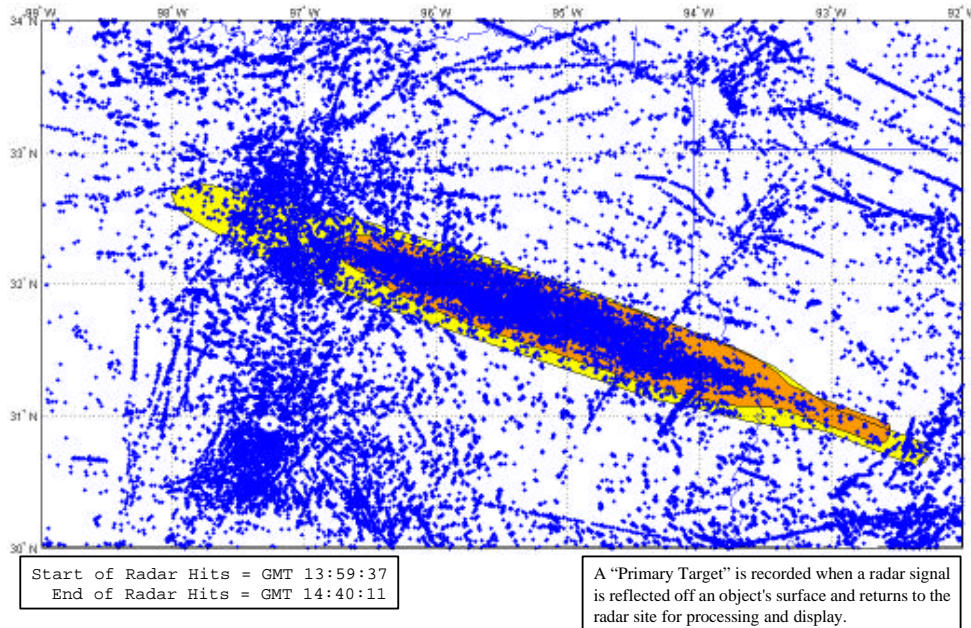 99°W 98°W 97°W 96°W 95°W 94°W 93°W 92°W
34°N
33°N
32°N
31°N
30°N
Start of Radar Hits = GMT 13:59:37
End of Radar Hits = GMT 14:40:11
A “Primary Target” is recorded when a radar signal
is reflected off an object's surface and returns to the
radar site for processing and display.